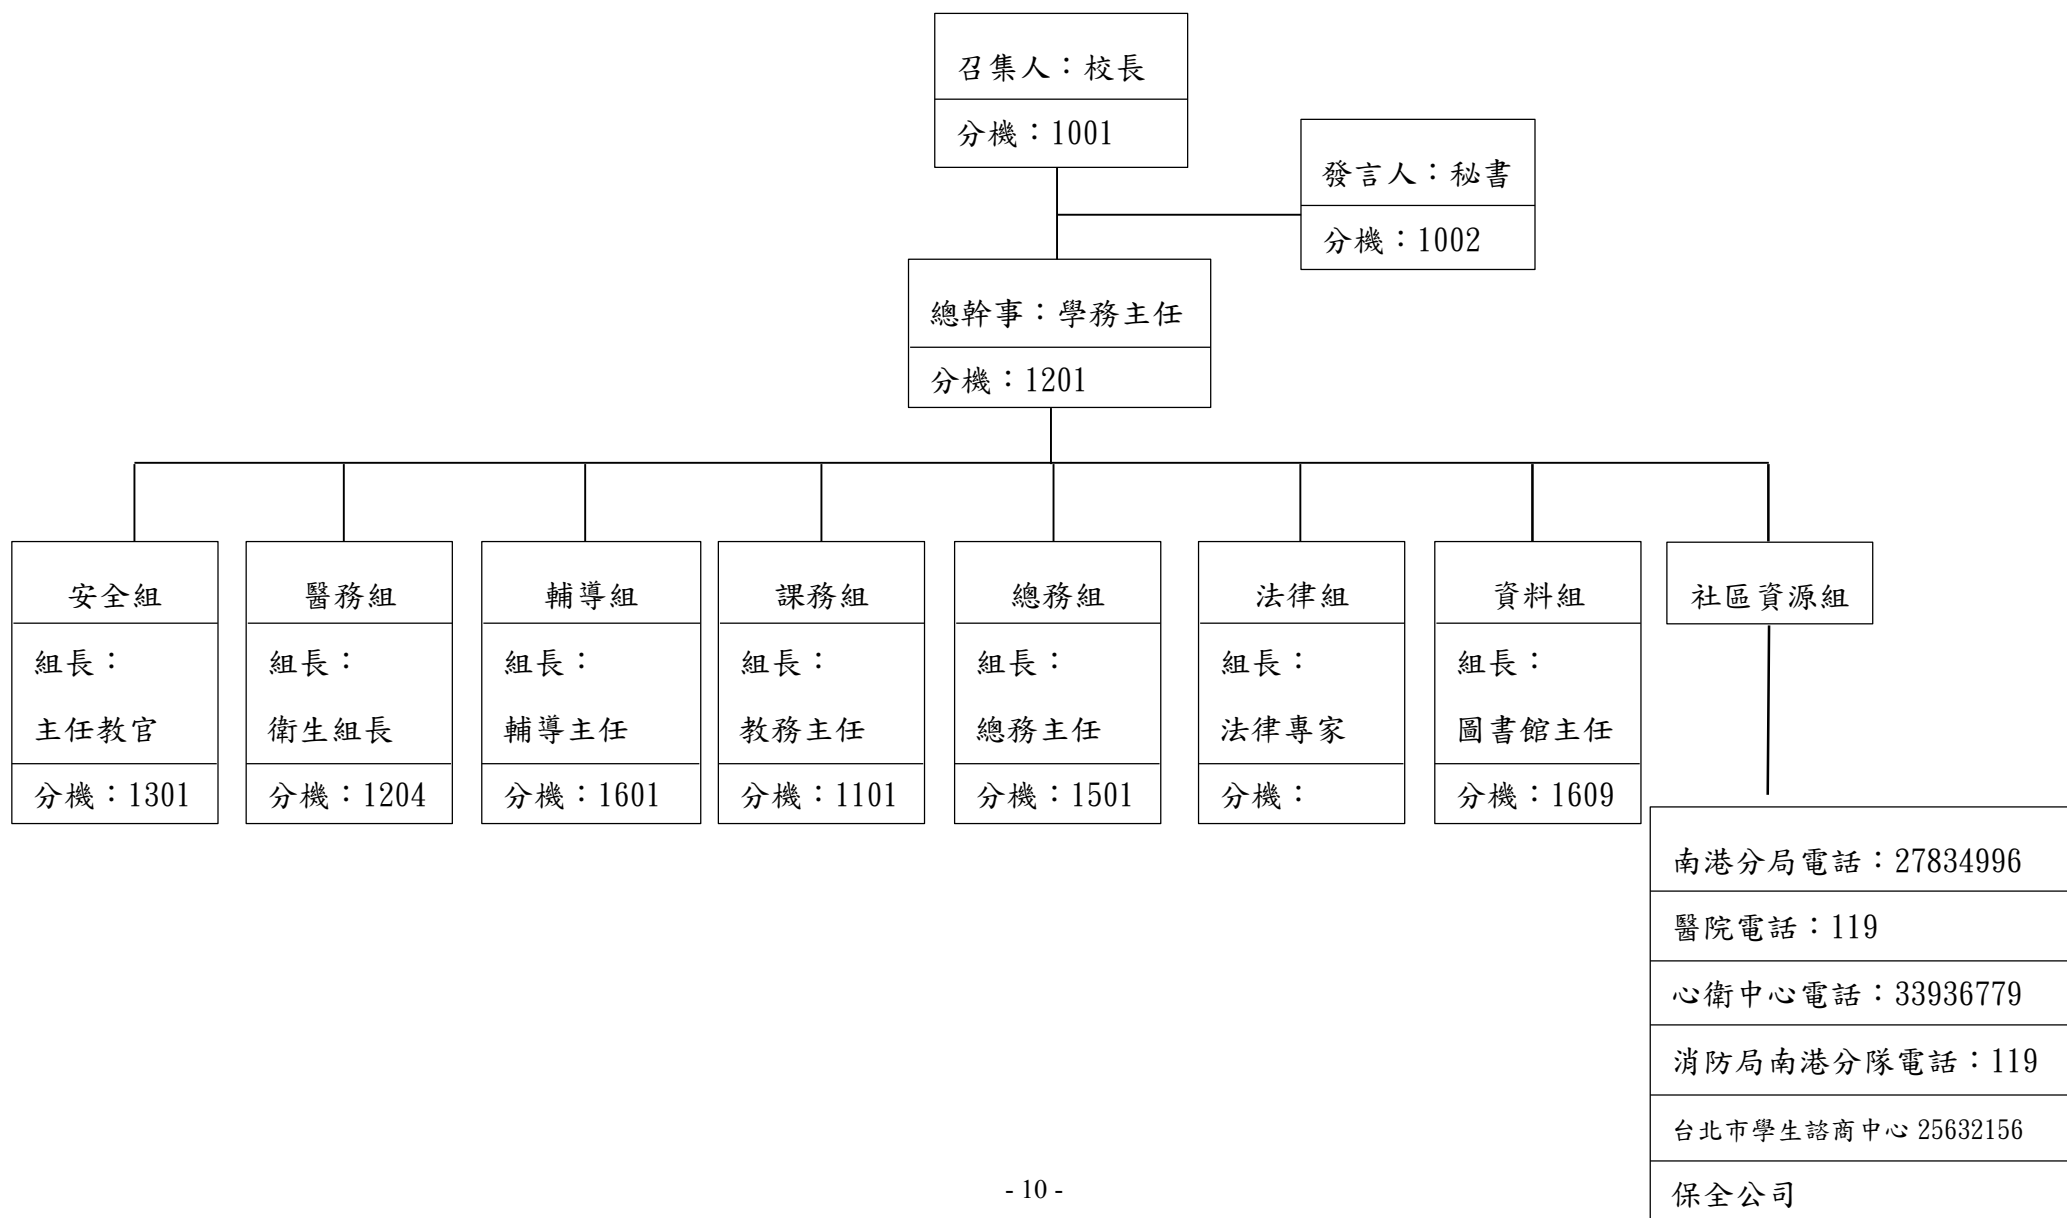 召集人：校長
分機：1001
發言人：秘書
分機：1002
總幹事：學務主任
分機：1201
安全組
組長：
主任教官
分機：1301
醫務組
組長：
衛生組長
分機：1204
輔導組
組長：
輔導主任
分機：1601
課務組
組長：
教務主任
分機：1101
總務組
組長：
總務主任
分機：1501
法律組
組長：
法律專家
分機：
資料組
組長：
圖書館主任
分機：1609
社區資源組
南港分局電話：27834996
醫院電話：119
心衛中心電話：33936779
消防局南港分隊電話：119
台北市學生諮商中心 25632156
保全公司
- 10 -